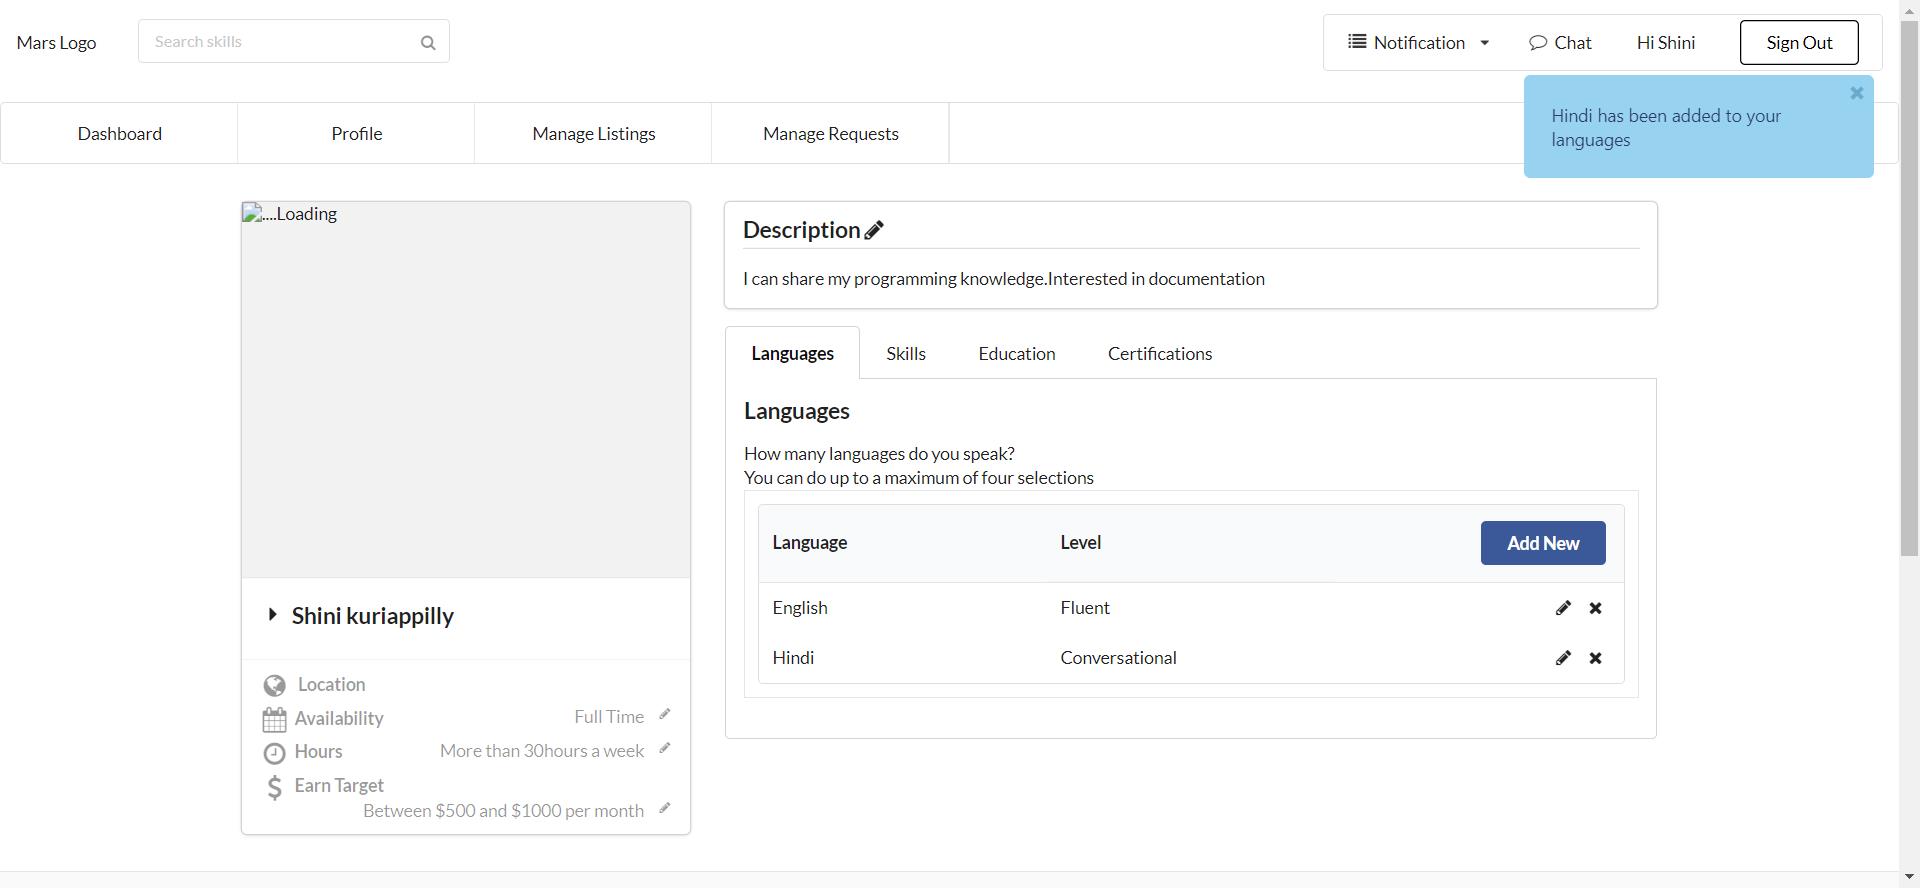 Mars Logo
Search skills
Notification
Chat
Hi Shini
Sign Out
Hindi has been added to your
languages
Dashboard
Profile
Manage Listings
Manage Requests
....Loading
Shini kuriappilly
Location
Availability
Full Time
Hours
More than 30hours a week
Earn Target
Between $500 and $1000 per month
Description
I can share my programming knowledge.Interested in documentation
Languages
Skills
Education
Certifications
Languages
How many languages do you speak?
You can do up to a maximum of four selections
Language
Level
Add New
English
Fluent
Hindi
Conversational